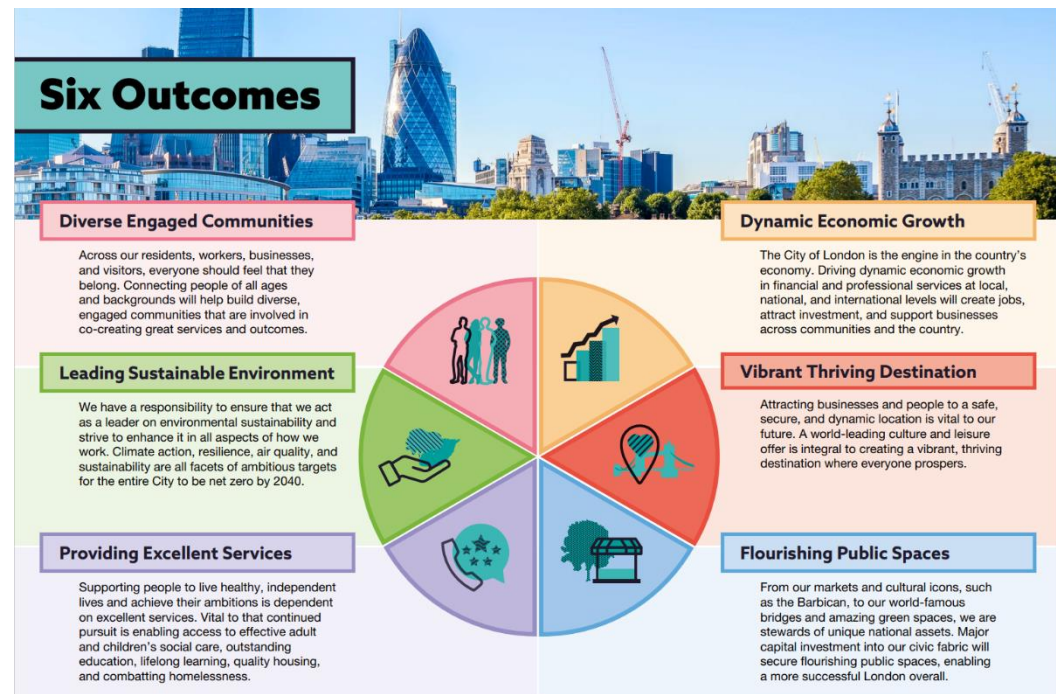 Six Outcomes
Diverse Engaged Communities
Across our residents, workers, businesses,
and visitors, everyone should feel that they
belong. Connecting people of all ages
and backgrounds will help build diverse,
engaged communities that are involved in
co-creating great services and outcomes.
Dynamic Economic Growth
The City of London is the engine in the country’s
economy. Driving dynamic economic growth
in financial and professional services at local,
national, and international levels will create jobs,
attract investment, and support businesses
across communities and the country.
Leading Sustainable Environment
We have a responsibility to ensure that we act
as a leader on environmental sustainability and
strive to enhance it in all aspects of how we
work. Climate action, resilience, air quality, and
sustainability are all facets of ambitious targets
for the entire City to be net zero by 2040.
Vibrant Thriving Destination
Attracting businesses and people to a safe,
secure, and dynamic location is vital to our
future. A world-leading culture and leisure
offer is integral to creating a vibrant, thriving
destination where everyone prospers.
Providing Excellent Services
Supporting people to live healthy, independent
lives and achieve their ambitions is dependent
on excellent services. Vital to that continued
pursuit is enabling access to effective adult
and children’s social care, outstanding
education, lifelong learning, quality housing,
and combatting homelessness.
Flourishing Public Spaces
From our markets and cultural icons, such
as the Barbican, to our world-famous
bridges and amazing green spaces, we are
stewards of unique national assets. Major
capital investment into our civic fabric will
secure flourishing public spaces, enabling
a more successful London overall.